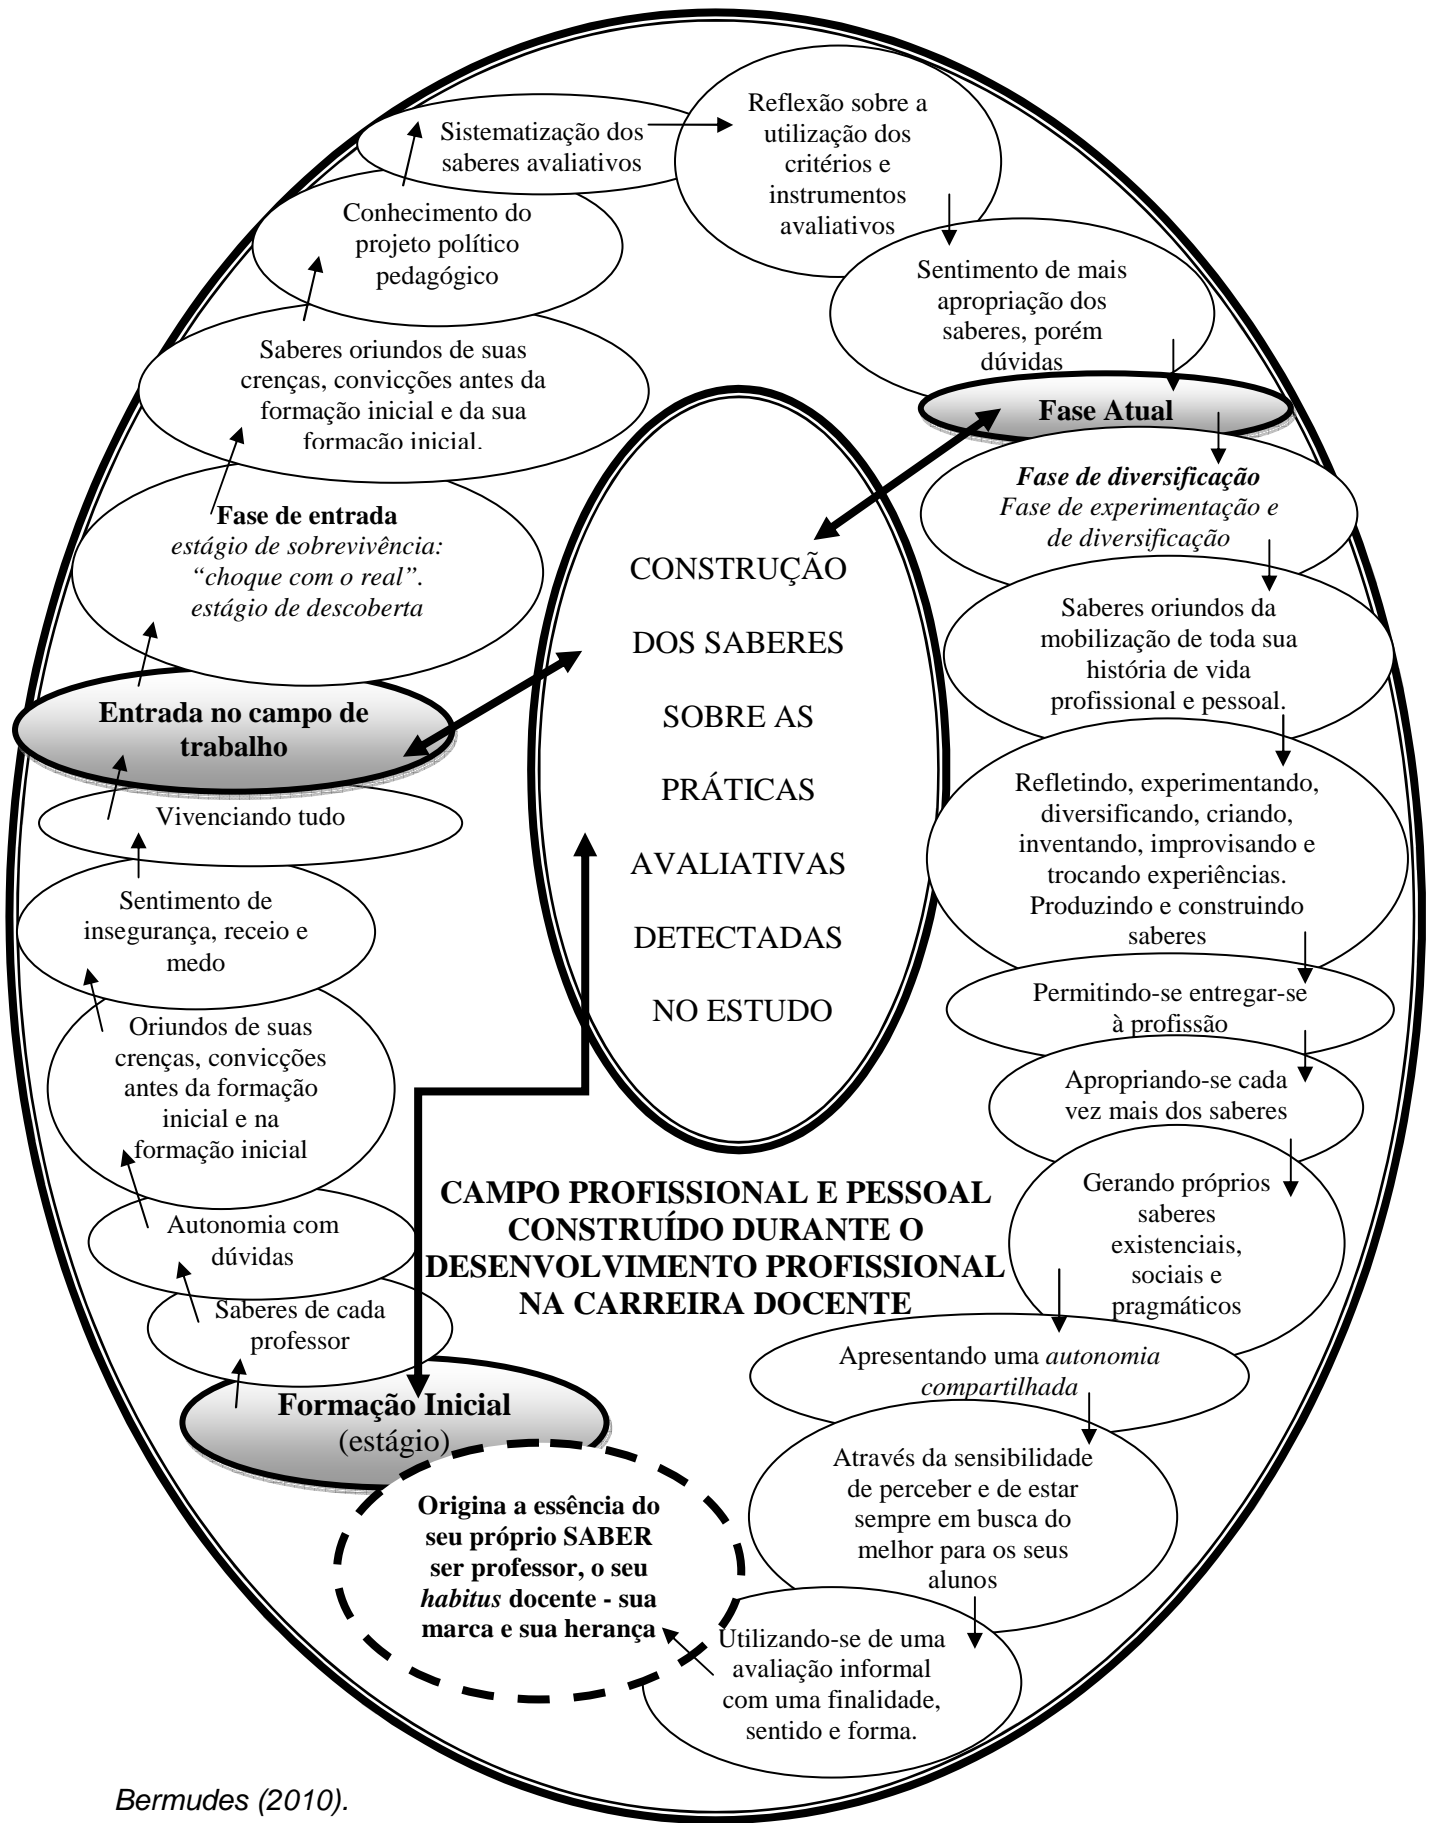 Reflexão sobre a
utilização dos
critérios e
instrumentos
avaliativos
Sistematização dos
saberes avaliativos
Conhecimento do
projeto político
pedagógico
Saberes oriundos de suas
crenças, convicções antes da
formação inicial e da sua
formação inicial.
Fase de entrada
estágio de sobrevivência:
“choque com o real”.
estágio de descoberta
Entrada no campo de
trabalho
Vivenciando tudo
Sentimento de
insegurança, receio e
medo
Oriundos de suas
crenças, convicções
antes da formação
inicial e na
formação inicial
Autonomia com
dúvidas
Saberes de cada
professor
Formação Inicial
(estágio)
CONSTRUÇÃO
DOS SABERES
SOBRE AS
PRÁTICAS
AVALIATIVAS
DETECTADAS
NO ESTUDO
CAMPO PROFISSIONAL E PESSOAL
CONSTRUÍDO DURANTE O
DESENVOLVIMENTO PROFISSIONAL
NA CARREIRA DOCENTE
Sentimento de mais
apropriação dos
saberes, porém
dúvidas
Fase Atual
Fase de diversificação
Fase de experimentação e
de diversificação
Saberes oriundos da
mobilização de toda sua
história de vida
profissional e pessoal.
Refletindo, experimentando,
diversificando, criando,
inventando, improvisando e
trocando experiências.
Produzindo e construindo
saberes
Permitindo-se entregar-se
à profissão
Apropriando-se cada
vez mais dos saberes
Gerando próprios
saberes
existenciais,
sociais e
pragmáticos
Apresentando uma autonomia
compartilhada
Através da sensibilidade
de perceber e de estar
sempre em busca do
melhor para os seus
alunos
Utilizando-se de uma
avaliação informal
com uma finalidade,
sentido e forma.
Origina a essência do
seu próprio SABER
ser professor, o seu
habitus docente - sua
marca e sua herança
Bermudes (2010).